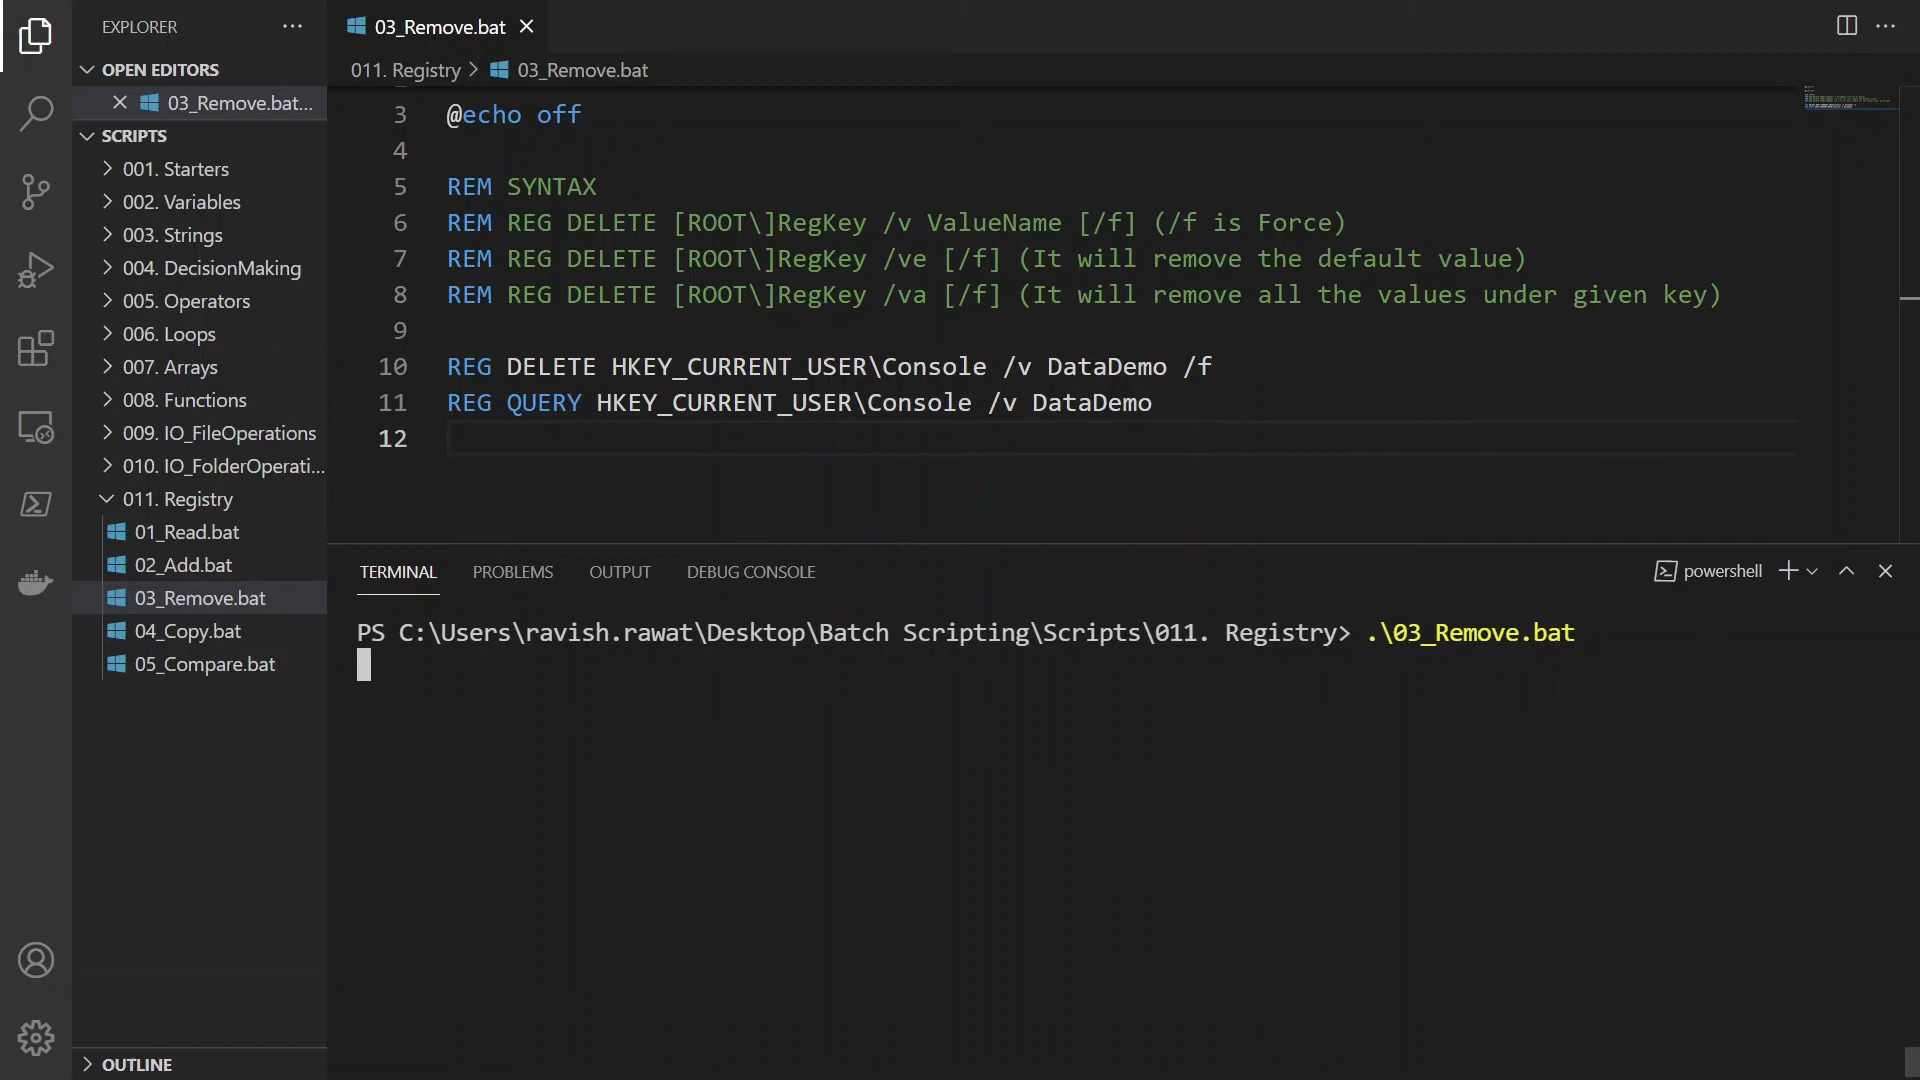 EXPLORER
OPEN EDITORS
03_Remove.bat...
SCRIPTS
001. Starters
002. Variables
003. Strings
004. DecisionMaking
005. Operators
006. Loops
007. Arrays
008. Functions
009. IO_FileOperations
010. IO_FolderOperati...
011. Registry
01_Read.bat
02_Add.bat
03_Remove.bat
04_Copy.bat
05_Compare.bat
OUTLINE
03_Remove.bat
011. Registry > 03_Remove.bat
3 @echo off
4
5 REM SYNTAX
6 REM REG DELETE [ROOT\]RegKey /v ValueName [/f] (/f is Force)
7 REM REG DELETE [ROOT\]RegKey /ve [/f] (It will remove the default value)
8 REM REG DELETE [ROOT\]RegKey /va [/f] (It will remove all the values under given key)
9
10 REG DELETE HKEY_CURRENT_USER\Console /v DataDemo /f
11 REG QUERY HKEY_CURRENT_USER\Console /v DataDemo
12
TERMINAL PROBLEMS OUTPUT DEBUG CONSOLE powershell
PS C:\Users\ravish.rawat\Desktop\Batch Scripting\Scripts\011. Registry> .\03_Remove.bat